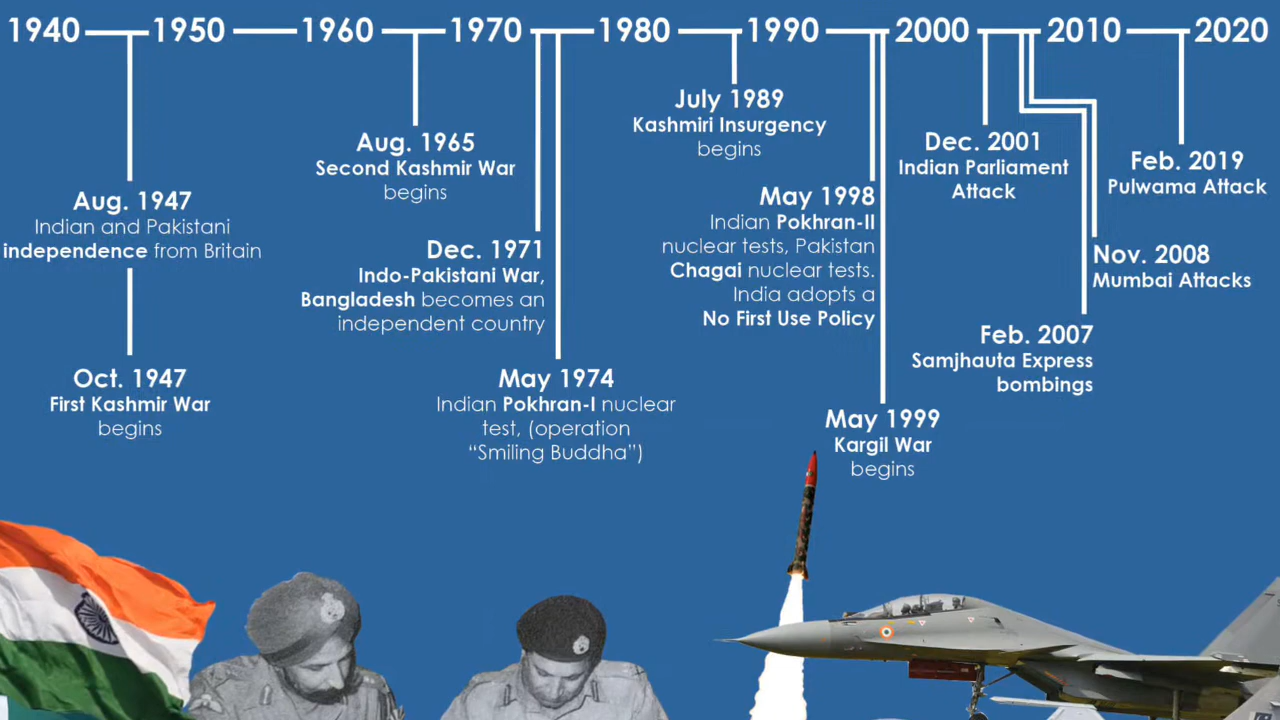 1940 1950 1960 1970 1980 1990 2000 2010 2020
Aug. 1947
Indian and Pakistani
independence from Britain
Oct. 1947
First Kashmir War
begins
Aug. 1965
Second Kashmir War
begins
Dec. 1971
Indo-Pakistani War,
Bangladesh becomes an
independent country
May 1974
Indian Pokhran-I nuclear
test, (operation
“Smiling Buddha”)
July 1989
Kashmiri Insurgency
begins
May 1998
Indian Pokhran-II
nuclear tests, Pakistan
Chagai nuclear tests.
India adopts a
No First Use Policy
May 1999
Kargil War
begins
Dec. 2001
Indian Parliament
Attack
Feb. 2007
Samjhauta Express
bombings
Nov. 2008
Mumbai Attacks
Feb. 2019
Pulwama Attack